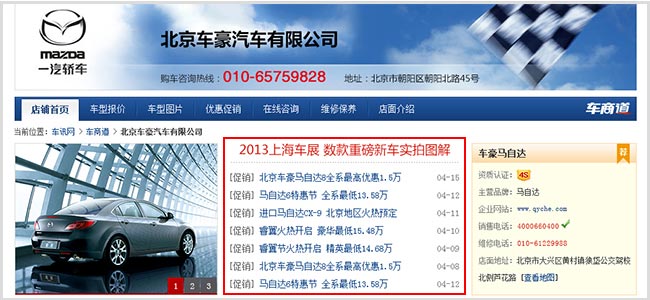 mazda
一汽轿车
北京车豪汽车有限公司
购车咨询热线：010-65759828 地址：北京市朝阳区朝阳北路45号
店铺首页 车型报价 车型图片 优惠促销 在线咨询 维修保养 店面介绍 车商道
当前位置：车讯网 › 车商道 › 北京车豪汽车有限公司
2013上海车展 数款重磅新车实拍图解
[促销] 北京车豪马自达8全系最高优惠1.5万 04-15
[促销] 马自达6特惠节 全系最低13.58万 04-12
[促销] 进口马自达CX-9 北京地区火热预定 04-11
[促销] 睿翼火热开启 豪华最低15.48万 04-10
[促销] 睿翼节火热开启 精英最低14.68万 04-09
[促销] 北京车豪马自达8全系最高优惠1.5万 04-08
[促销] 马自达6特惠节 全系最低13.58万 04-12
1 2 3
车豪马自达 荐
资质认证：4S
主营品牌：马自达
企业网站：www.qyche.com
销售电话：4000660400
维修电话：010-61229988
店面地址：北京市大兴区黄村镇徐垡公交驾校
北侧芦花路 [查看地图]